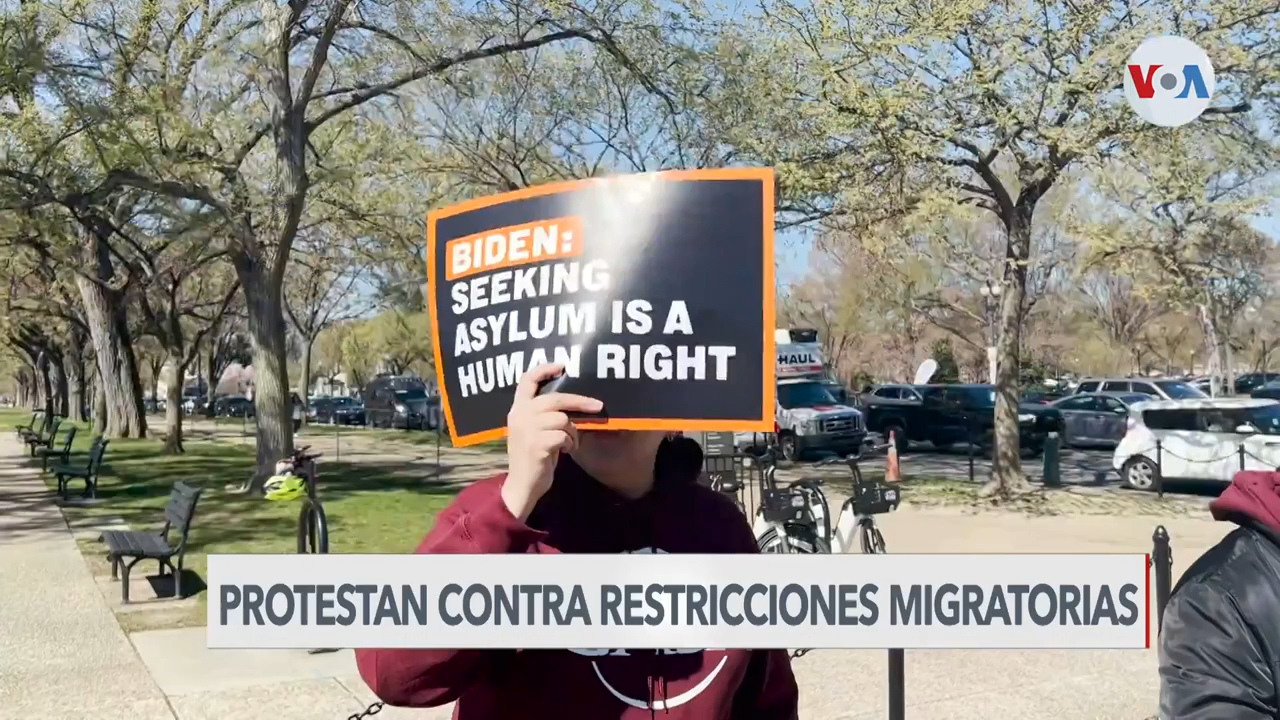 VOA
BIDEN:
SEEKING
ASYLUM IS A
HUMAN RIGHT
HAUL
PROTESTAN CONTRA RESTRICCIONES MIGRATORIAS